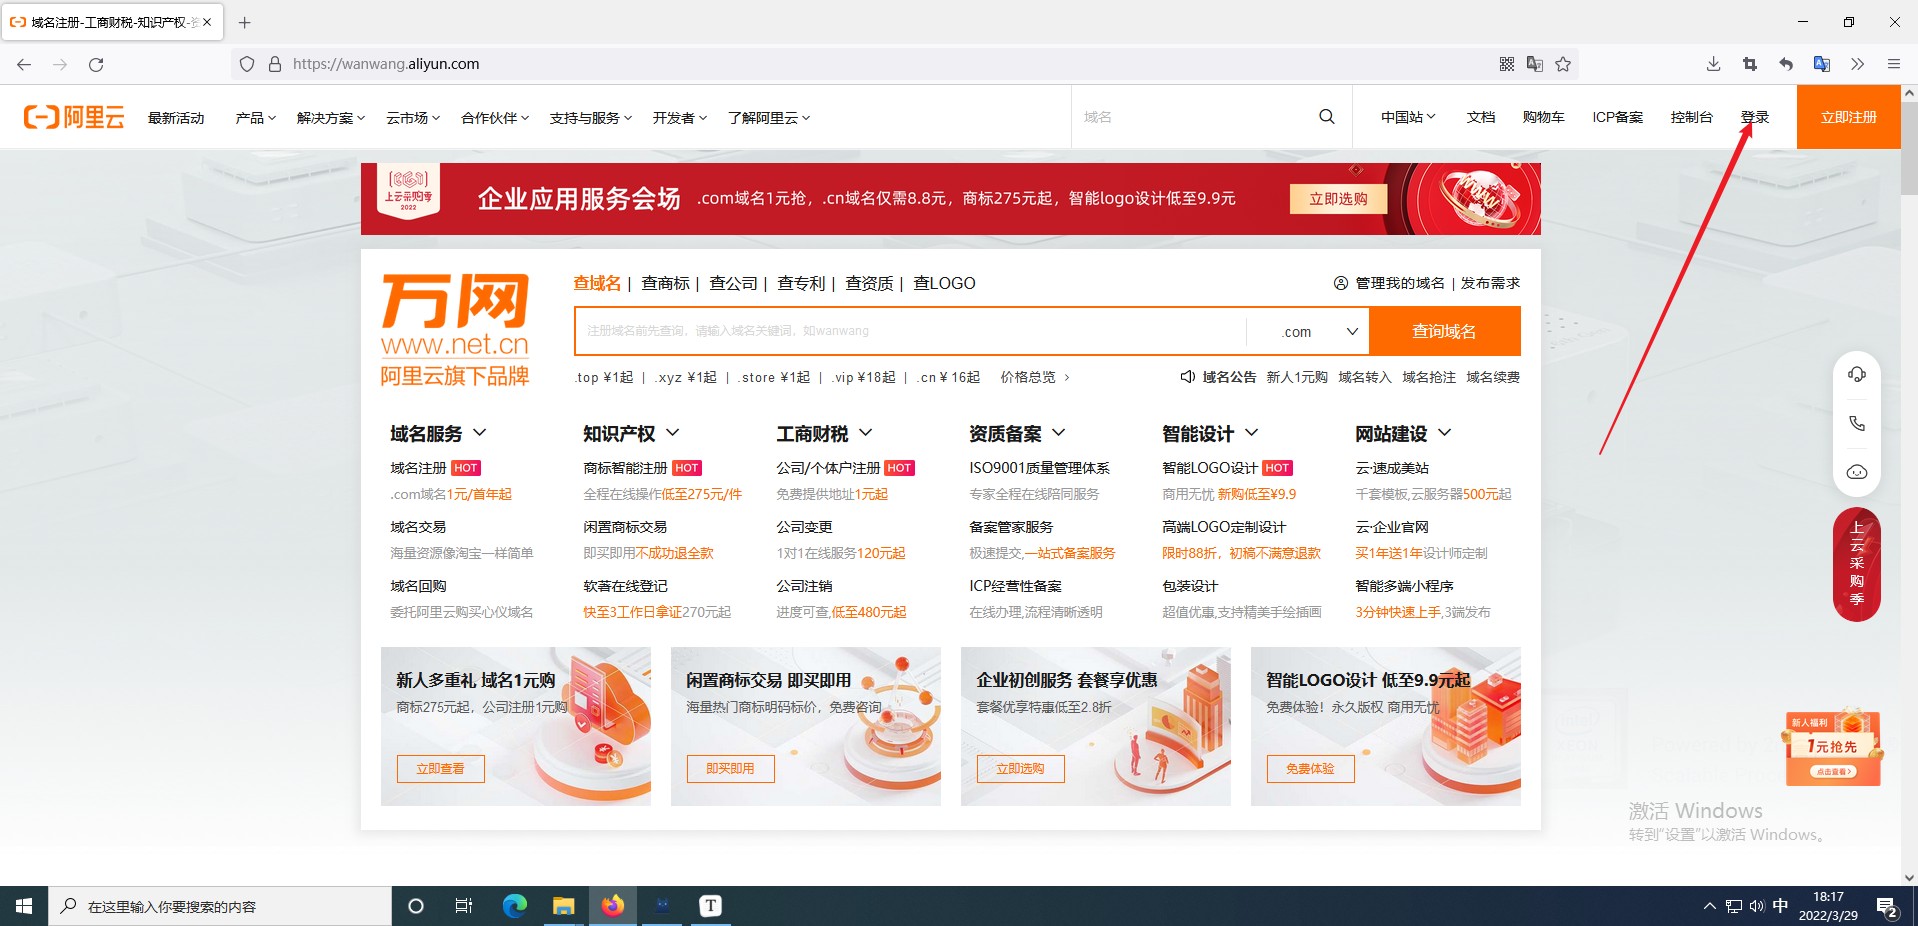 域名注册-工商财税-知识产权-
https://wanwang.aliyun.com
阿里云 最新活动 产品 解决方案 云市场 合作伙伴 支持与服务 开发者 了解阿里云 域名 中国站 文档 购物车 ICP备案 控制台 登录 立即注册
上云采购季
2022
企业应用服务会场 .com域名1元抢，.cn域名仅需8.8元，商标275元起，智能logo设计低至9.9元 立即选购
WWW
万网
www.net.cn
阿里云旗下品牌
查域名 | 查商标 | 查公司 | 查专利 | 查资质 | 查LOGO 管理我的域名 | 发布需求
注册域名前先查询，请输入域名关键词，如wanwang .com 查询域名
.top ¥1起 | .xyz ¥1起 | .store ¥1起 | .vip ¥18起 | .cn ¥ 16起 价格总览 > 域名公告 新人1元购 域名转入 域名抢注 域名续费
域名服务 知识产权 工商财税 资质备案 智能设计 网站建设
域名注册 HOT 商标智能注册 HOT 公司/个体户注册 HOT ISO9001质量管理体系 智能LOGO设计 HOT 云·速成美站
.com域名1元/首年起 全程在线操作低至275元/件 免费提供地址1元起 专家全程在线陪同服务 商用无忧 新购低至¥9.9 千套模板,云服务器500元起
域名交易 闲置商标交易 公司变更 备案管家服务 高端LOGO定制设计 云·企业官网
海量资源像淘宝一样简单 即买即用不成功退全款 1对1在线服务120元起 极速提交,一站式备案服务 限时88折，初稿不满意退款 买1年送1年设计师定制
域名回购 软著在线登记 公司注销 ICP经营性备案 包装设计 智能多端小程序
委托阿里云购买心仪域名 快至3工作日拿证270元起 进度可查,低至480元起 在线办理,流程清晰透明 超值优惠,支持精美手绘插画 3分钟快速上手,3端发布
上云采购季
新人多重礼 域名1元购 闲置商标交易 即买即用 企业初创服务 套餐享优惠 智能LOGO设计 低至9.9元起
商标275元起，公司注册1元购 海量热门商标明码标价，免费咨询 套餐优享特惠低至2.8折 免费体验！永久版权 商用无忧
立即查看 即买即用 立即选购 免费体验
新人福利
1元抢先
点击查看>
激活 Windows
转到"设置"以激活 Windows。
在这里输入你要搜索的内容
T
中
18:17
2022/3/29
2